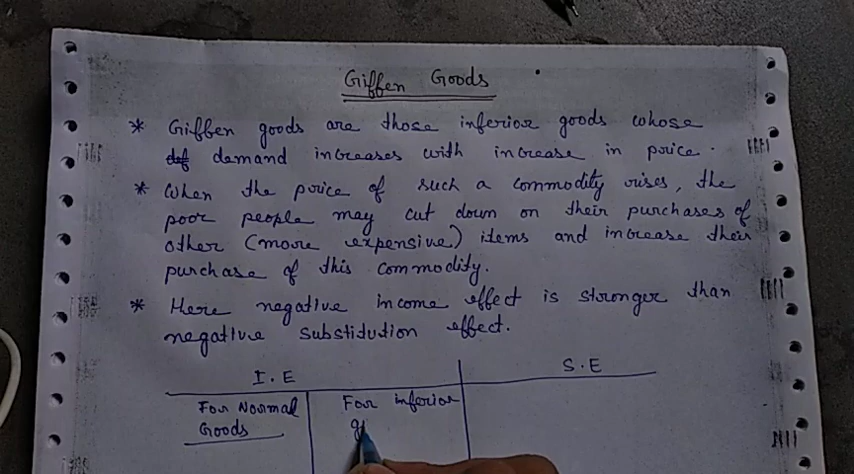 Giffen Goods
* Giffen goods are those inferior goods whose
demand increases with increase in price.
* When the price of such a commodity rises, the
poor people may cut down on their purchases of
other (more expensive) items and increase their
purchase of this commodity.
* Here negative income effect is stronger than
negative substitution effect.
I.E S.E
For Normal For inferior
Goods g